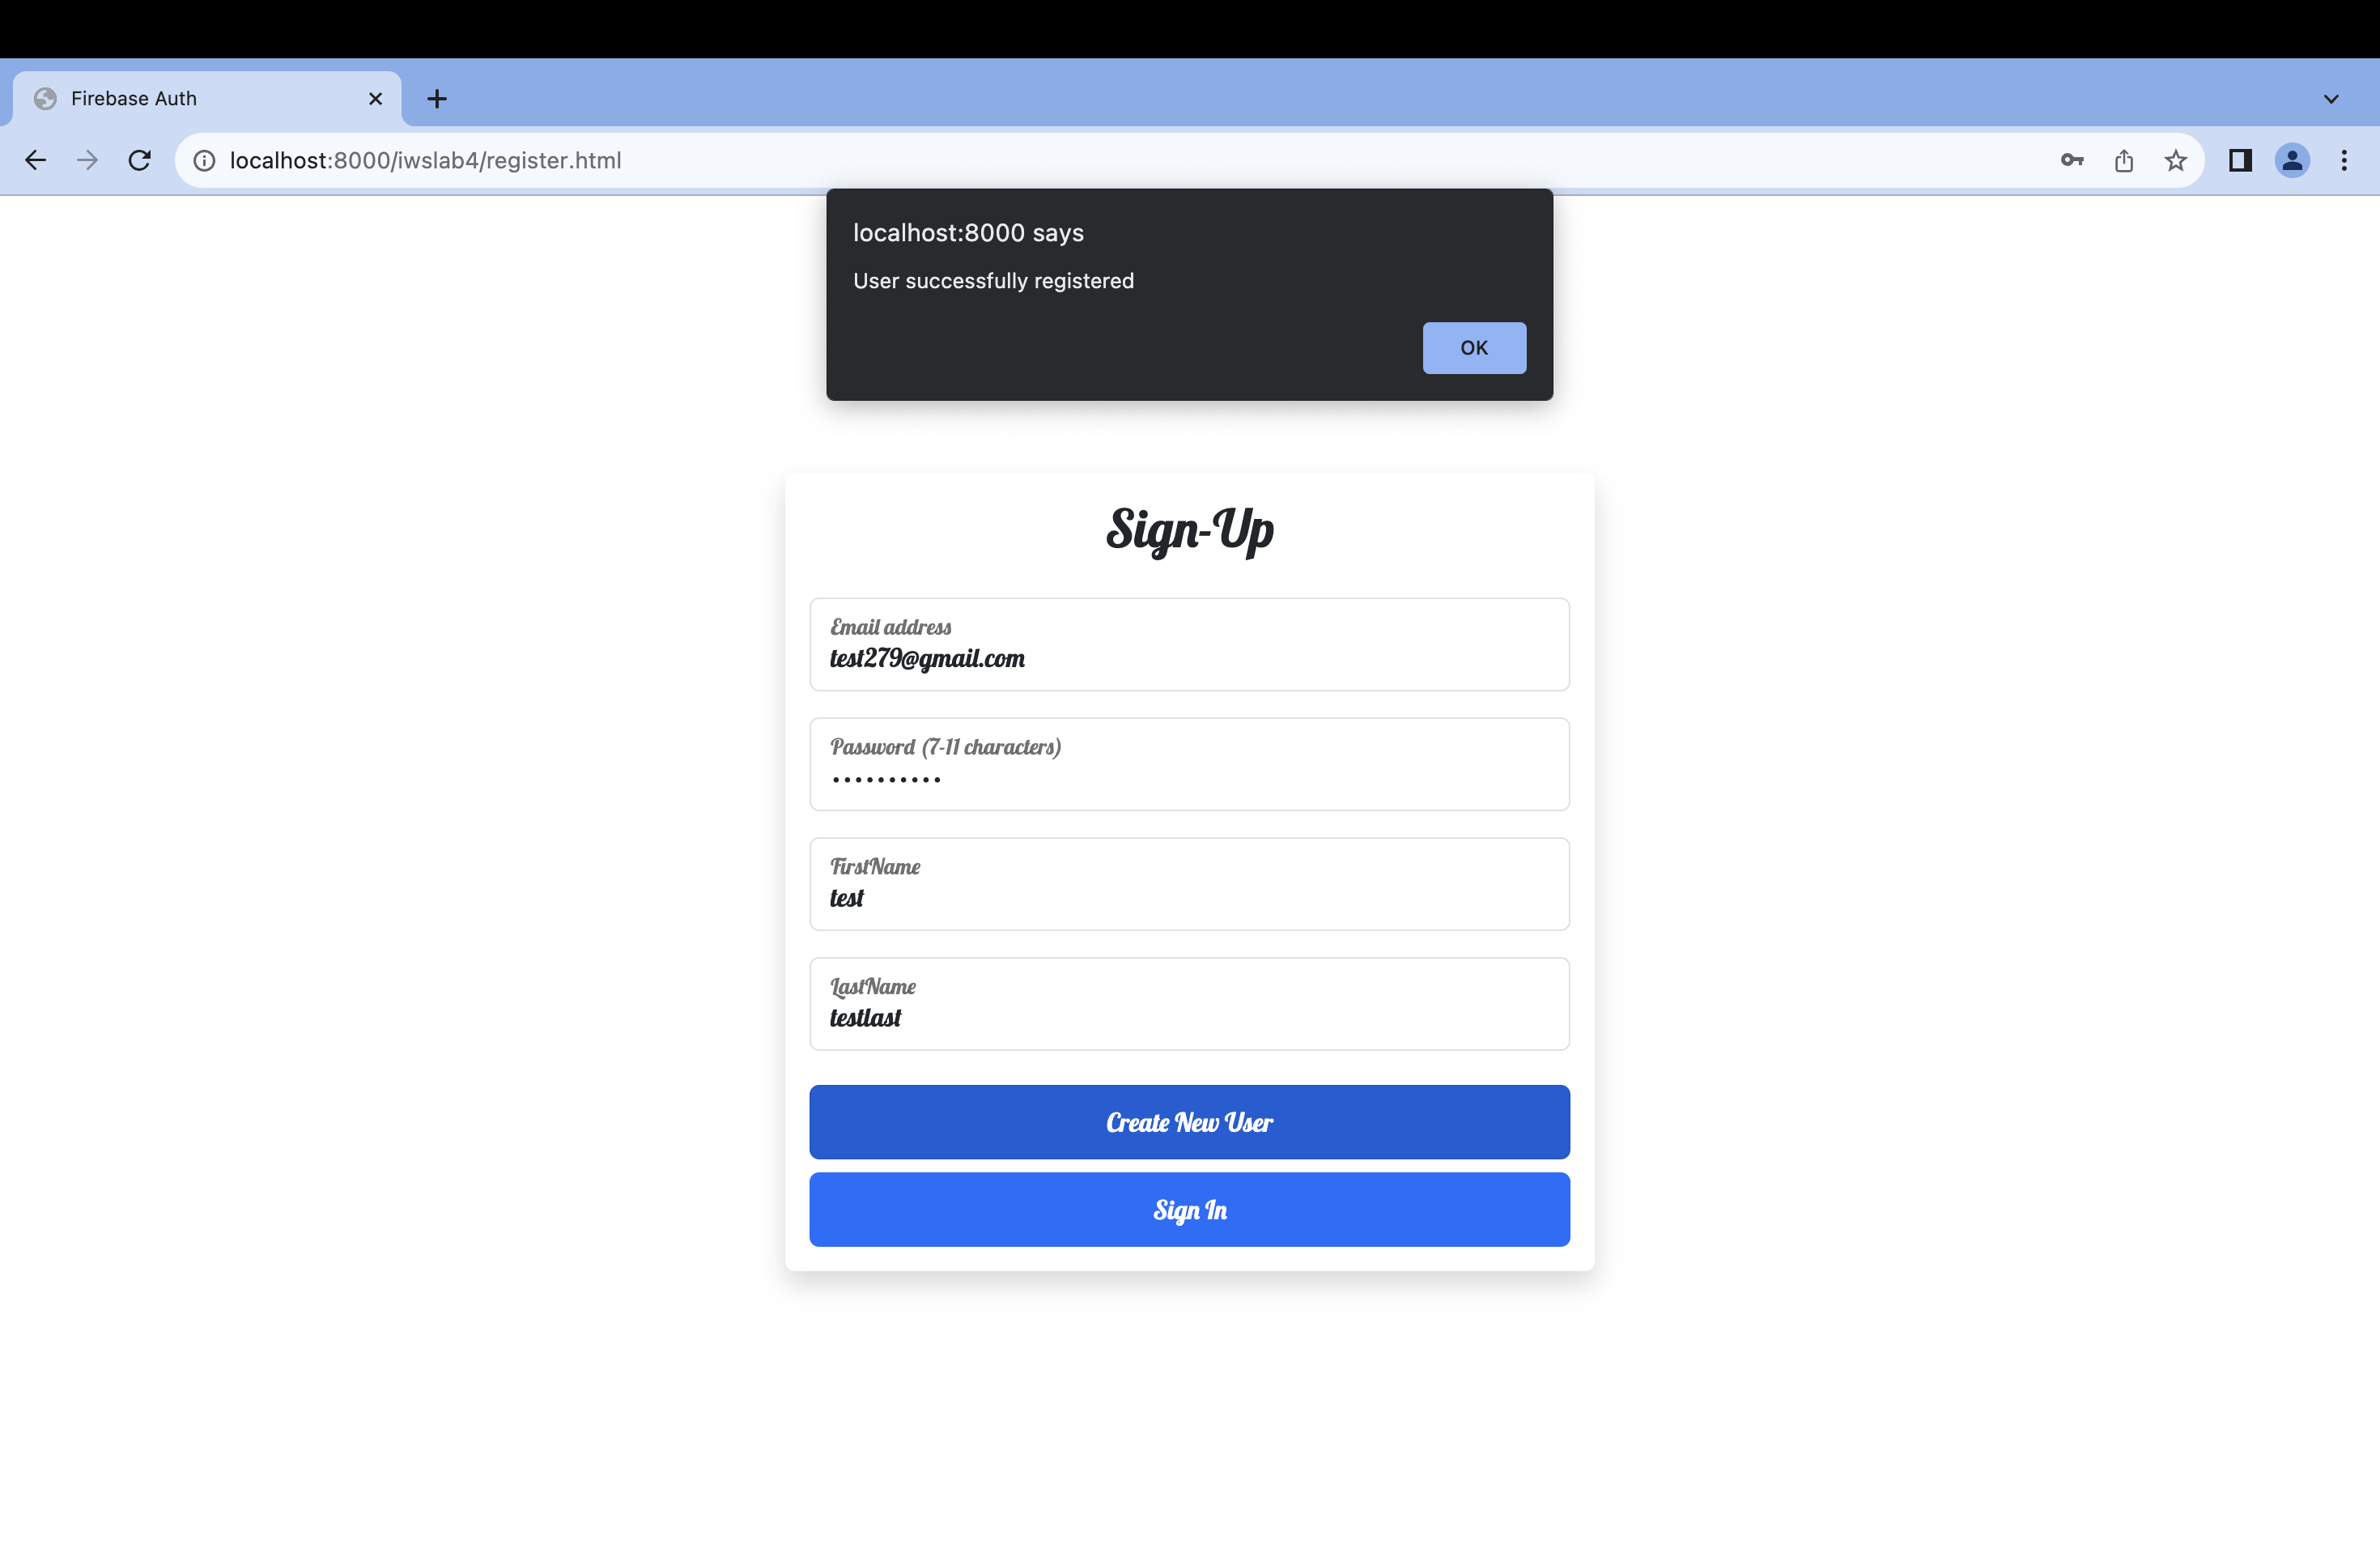 Firebase Auth
localhost:8000/iwslab4/register.html
localhost:8000 says
User successfully registered
OK
Sign-Up
Email address
test279@gmail.com
Password (7-11 characters)
••••••••••
FirstName
test
LastName
testlast
Create New User
Sign In